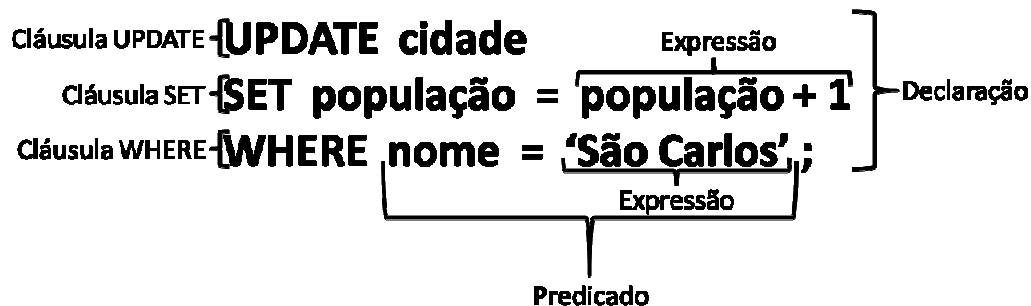 Cláusula UPDATE UPDATE cidade
Expressão
Cláusula SET SET população = população + 1
Declaração
Cláusula WHERE WHERE nome = ‘São Carlos’ ;
Expressão
Predicado